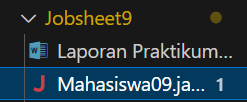 Jobsheet9
Laporan Praktikum...
J Mahasiswa09.ja... 1